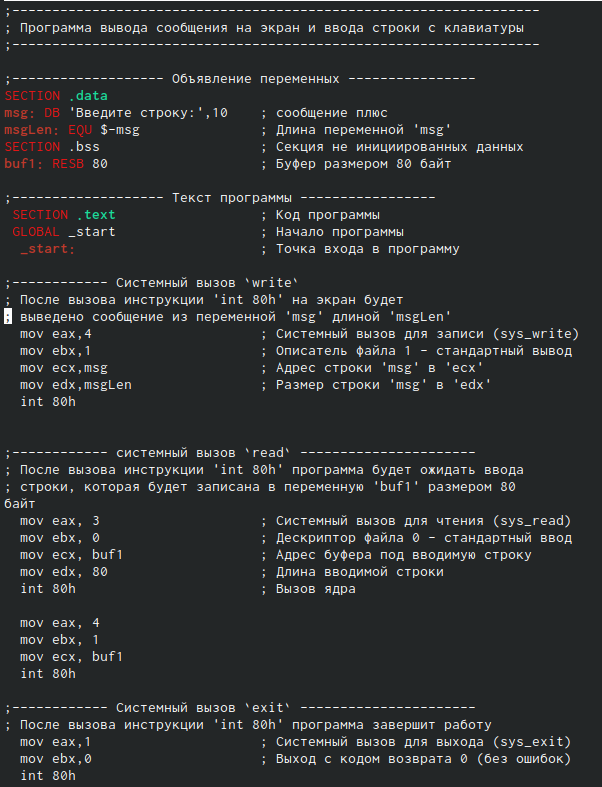 ;------------------------------------------------------------------
; Программа вывода сообщения на экран и ввода строки с клавиатуры
;------------------------------------------------------------------
;------------------- Объявление переменных ----------------
SECTION .data
msg: DB 'Введите строку:',10    ; сообщение плюс
msgLen: EQU $-msg               ; Длина переменной 'msg'
SECTION .bss                    ; Секция не инициированных данных
buf1: RESB 80                   ; Буфер размером 80 байт
;------------------- Текст программы -----------------
 SECTION .text                  ; Код программы
 GLOBAL _start                  ; Начало программы
  _start:                       ; Точка входа в программу
;------------ Системный вызов `write`
; После вызова инструкции 'int 80h' на экран будет
; выведено сообщение из переменной 'msg' длиной 'msgLen'
  mov eax,4                     ; Системный вызов для записи (sys_write)
  mov ebx,1                     ; Описатель файла 1 - стандартный вывод
  mov ecx,msg                   ; Адрес строки 'msg' в 'ecx'
  mov edx,msgLen                ; Размер строки 'msg' в 'edx'
  int 80h
;------------ системный вызов `read` ----------------------
; После вызова инструкции 'int 80h' программа будет ожидать ввода
; строки, которая будет записана в переменную 'buf1' размером 80
байт
  mov eax, 3                    ; Системный вызов для чтения (sys_read)
  mov ebx, 0                    ; Дескриптор файла 0 - стандартный ввод
  mov ecx, buf1                 ; Адрес буфера под вводимую строку
  mov edx, 80                   ; Длина вводимой строки
  int 80h                       ; Вызов ядра
  mov eax, 4
  mov ebx, 1
  mov ecx, buf1
  int 80h
;------------ Системный вызов `exit` ----------------------
; После вызова инструкции 'int 80h' программа завершит работу
  mov eax,1                     ; Системный вызов для выхода (sys_exit)
  mov ebx,0                     ; Выход с кодом возврата 0 (без ошибок)
  int 80h